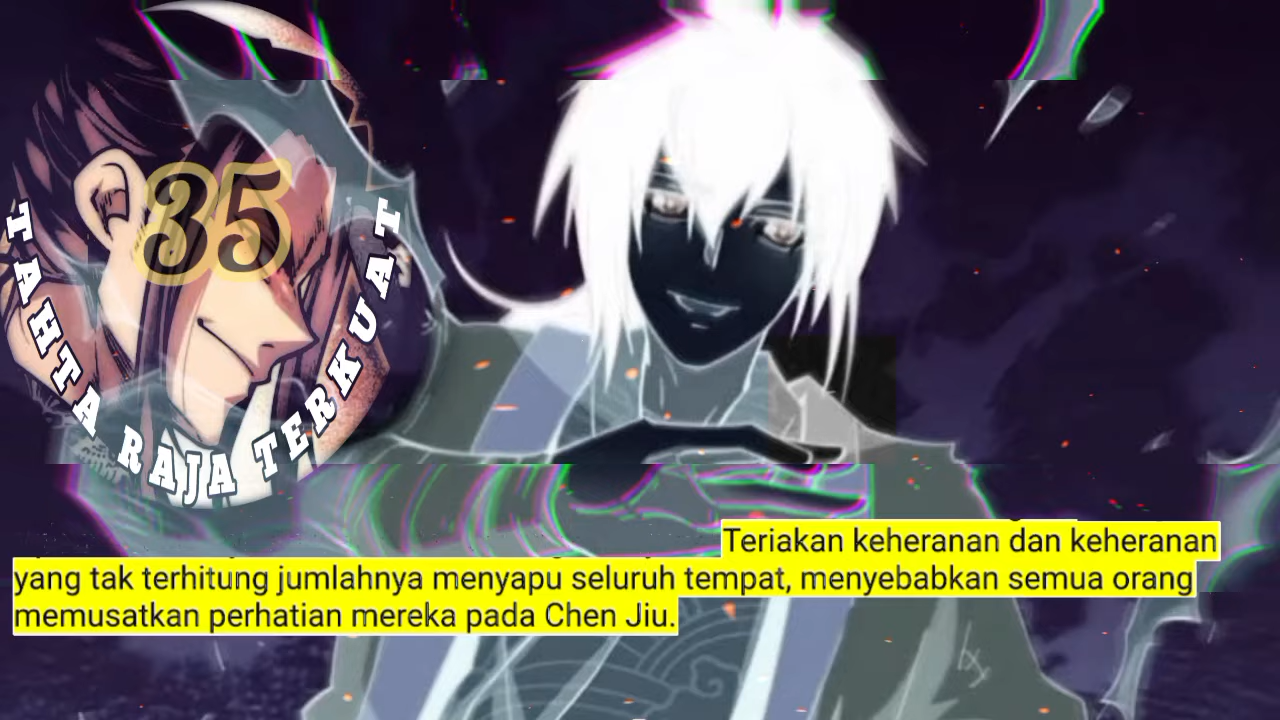 35
TAHTA RAJA TERKUAT
Teriakan keheranan dan keheranan
yang tak terhitung jumlahnya menyapu seluruh tempat, menyebabkan semua orang
memusatkan perhatian mereka pada Chen Jiu.